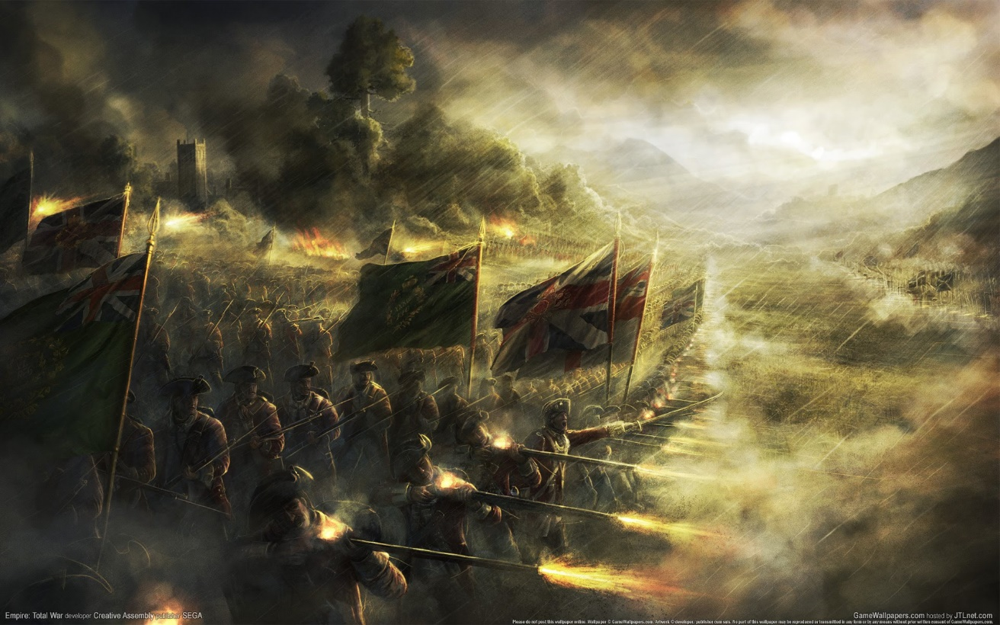 Empire: Total War developer Creative Assembly publisher SEGA
GameWallpapers.com hosted by JTLnet.com
Please do not post this wallpaper online. Wallpaper © GameWallpapers.com. Artwork © developer, publisher cum suis. No part of this wallpaper may be reproduced or transmitted in any form or by any means without prior written consent of GameWallpapers.com.